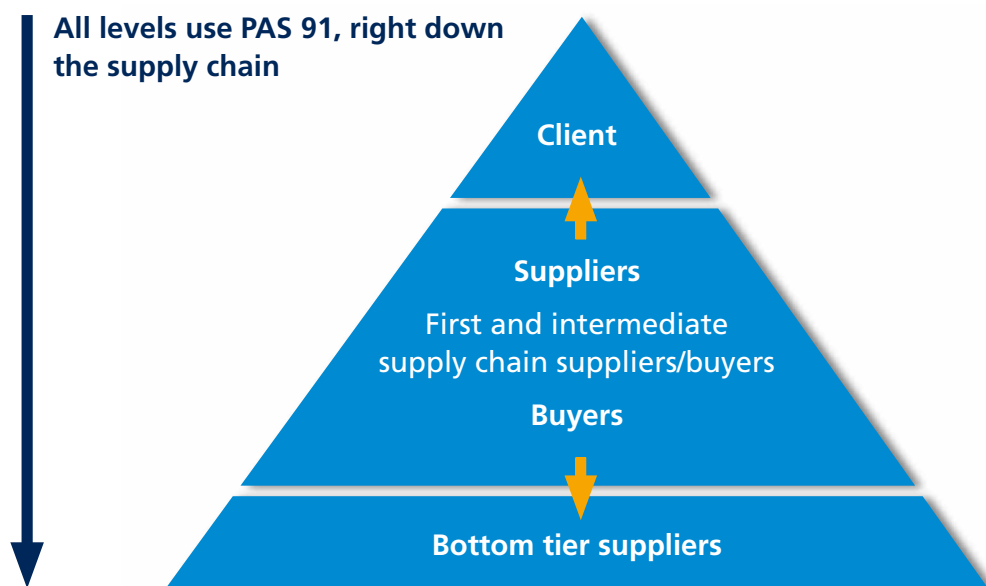 All levels use PAS 91, right down
the supply chain
Client
Suppliers
First and intermediate
supply chain suppliers/buyers
Buyers
Bottom tier suppliers